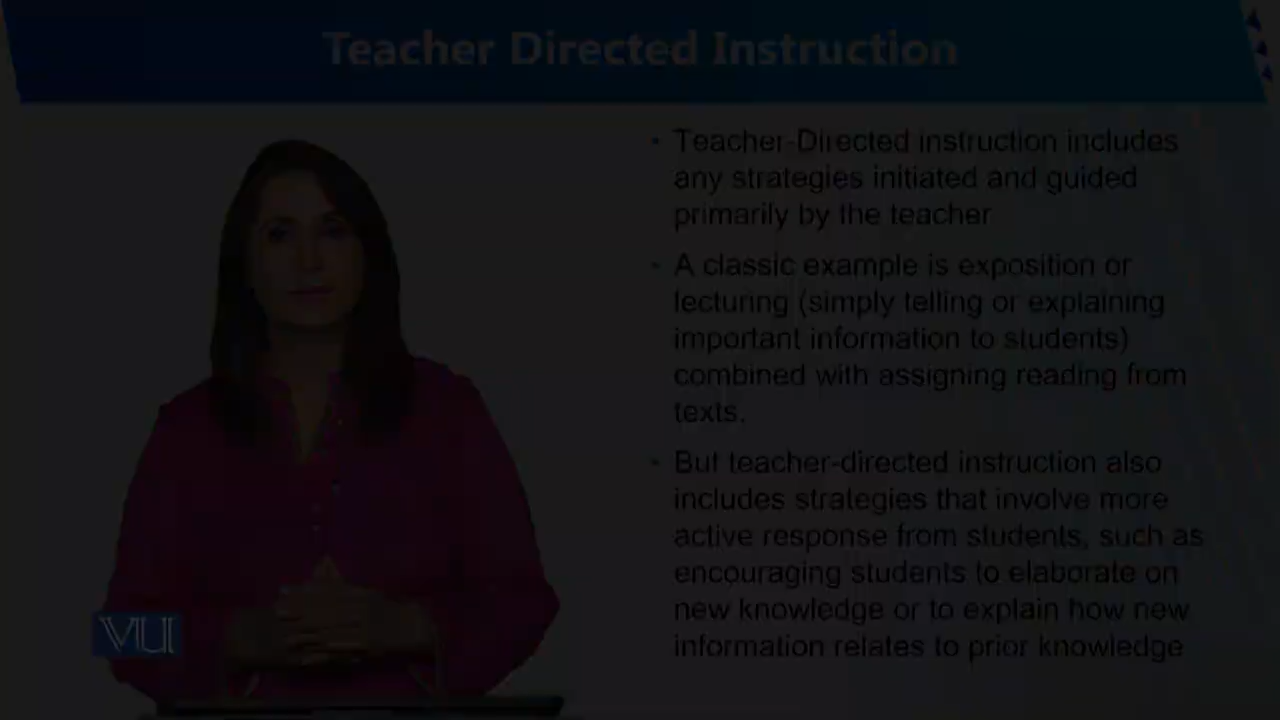 Teacher Directed Instruction
• Teacher-Directed instruction includes
any strategies initiated and guided
primarily by the teacher
• A classic example is exposition or
lecturing (simply telling or explaining
important information to students)
combined with assigning reading from
texts.
• But teacher-directed instruction also
includes strategies that involve more
active response from students, such as
encouraging students to elaborate on
new knowledge or to explain how new
information relates to prior knowledge
VU